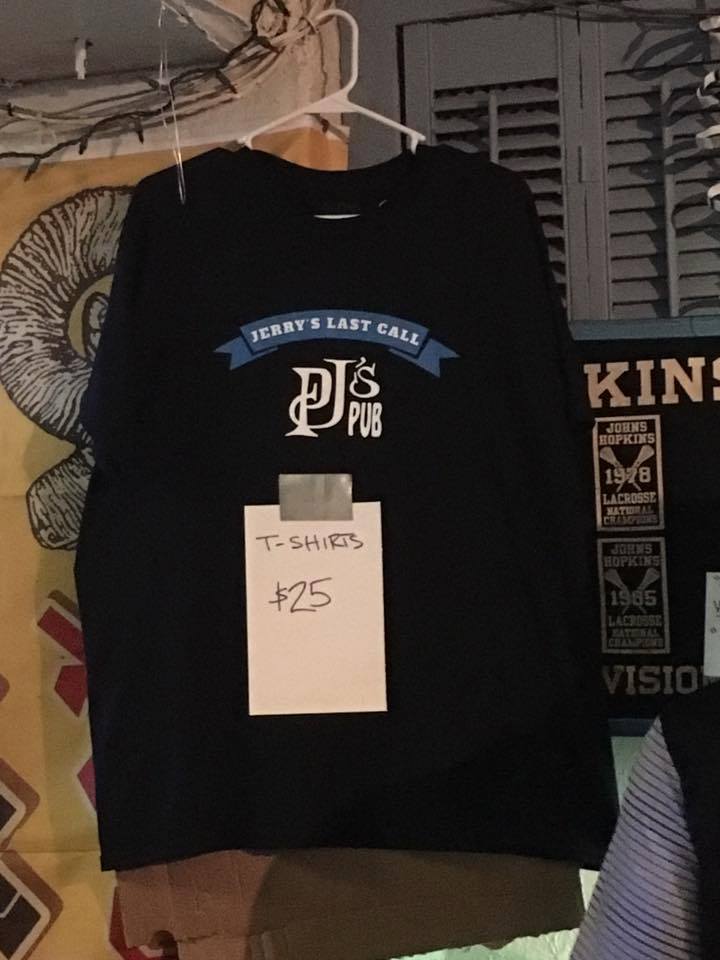 JERRY'S LAST CALL
PJ'S
PUB
T-SHIRTS
$25
KINS
JOHNS
HOPKINS
1978
LACROSSE
NATIONAL
CHAMPIONS
JOHNS
HOPKINS
1985
LACROSSE
NATIONAL
CHAMPIONS
VISIO